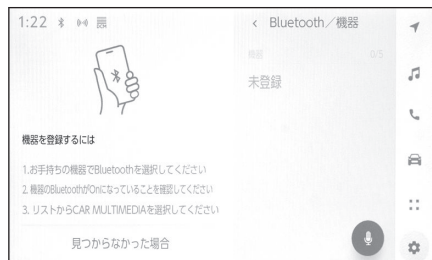 1:22
< Bluetooth／機器
機器 0/5
未登録
機器を登録するには
1.お手持ちの機器でBluetoothを選択してください
2. 機器のBluetoothがOnになっていることを確認してください
3. リストからCAR MULTIMEDIAを選択してください
見つからなかった場合